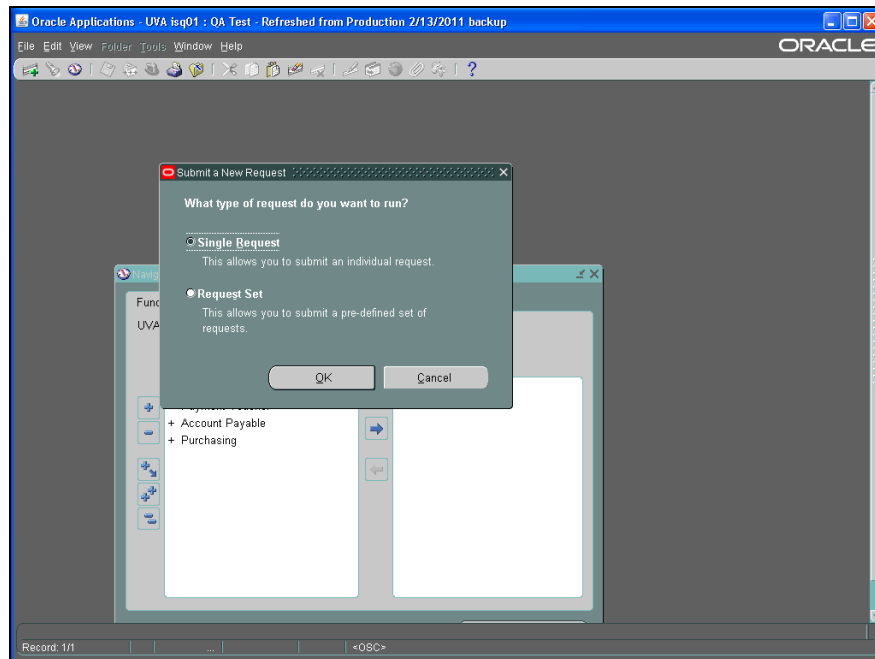 Oracle Applications - UVA isq01 : QA Test - Refreshed from Production 2/13/2011 backup
File Edit View Folder Tools Window Help
ORACLE
Submit a New Request
What type of request do you want to run?
Single Request
This allows you to submit an individual request.
Request Set
This allows you to submit a pre-defined set of
requests.
OK Cancel
Navig
Func
UVA
+ Account Payable
+ Purchasing
Record: 1/1 ... <OSC>